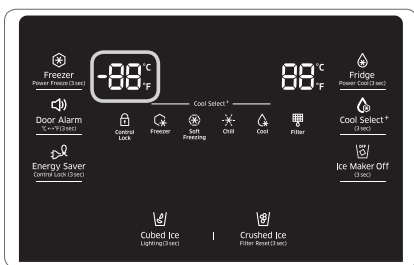 Freezer
Power Freeze (3 sec)
-88 °C
°F
88 °C
°F
Fridge
Power Cool (3 sec)
Cool Select+
Door Alarm
°C↔°F (3 sec)
Control
Lock
Freezer
Soft
Freezing
Chill
Cool
Filter
Cool Select+
(3 sec)
Energy Saver
Control Lock (3 sec)
OFF
Ice Maker Off
(3 sec)
Cubed Ice
Lighting (3 sec)
Crushed Ice
Filter Reset (3 sec)